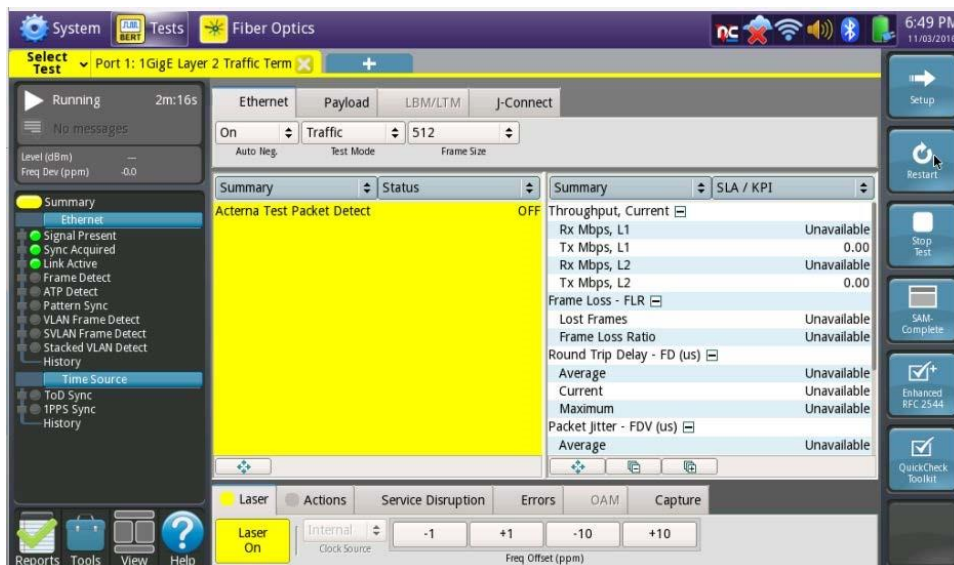 System
BERT
Tests
Fiber Optics
6:49 PM
11/03/2016
Select Test
Port 1: 1GigE Layer 2 Traffic Term
+
Running 2m:16s
No messages
Level (dBm) ---
Freq Dev (ppm) -0.0
Summary
Ethernet
Signal Present
Sync Acquired
Link Active
Frame Detect
ATP Detect
Pattern Sync
VLAN Frame Detect
SVLAN Frame Detect
Stacked VLAN Detect
History
Time Source
ToD Sync
1PPS Sync
History
Reports Tools View Help
Ethernet Payload LBM/LTM J-Connect
On Traffic 512
Auto Neg. Test Mode Frame Size
Summary Status
Acterna Test Packet Detect OFF
Summary SLA / KPI
Throughput, Current
Rx Mbps, L1 Unavailable
Tx Mbps, L1 0.00
Rx Mbps, L2 Unavailable
Tx Mbps, L2 0.00
Frame Loss - FLR
Lost Frames Unavailable
Frame Loss Ratio Unavailable
Round Trip Delay - FD (us)
Average Unavailable
Current Unavailable
Maximum Unavailable
Packet Jitter - FDV (us)
Average Unavailable
Laser Actions Service Disruption Errors OAM Capture
Laser On
Internal
Clock Source
-1 +1 -10 +10
Freq Offset (ppm)
Setup
Restart
Stop
Test
SAM-
Complete
Enhanced
RFC 2544
QuickCheck
Toolkit